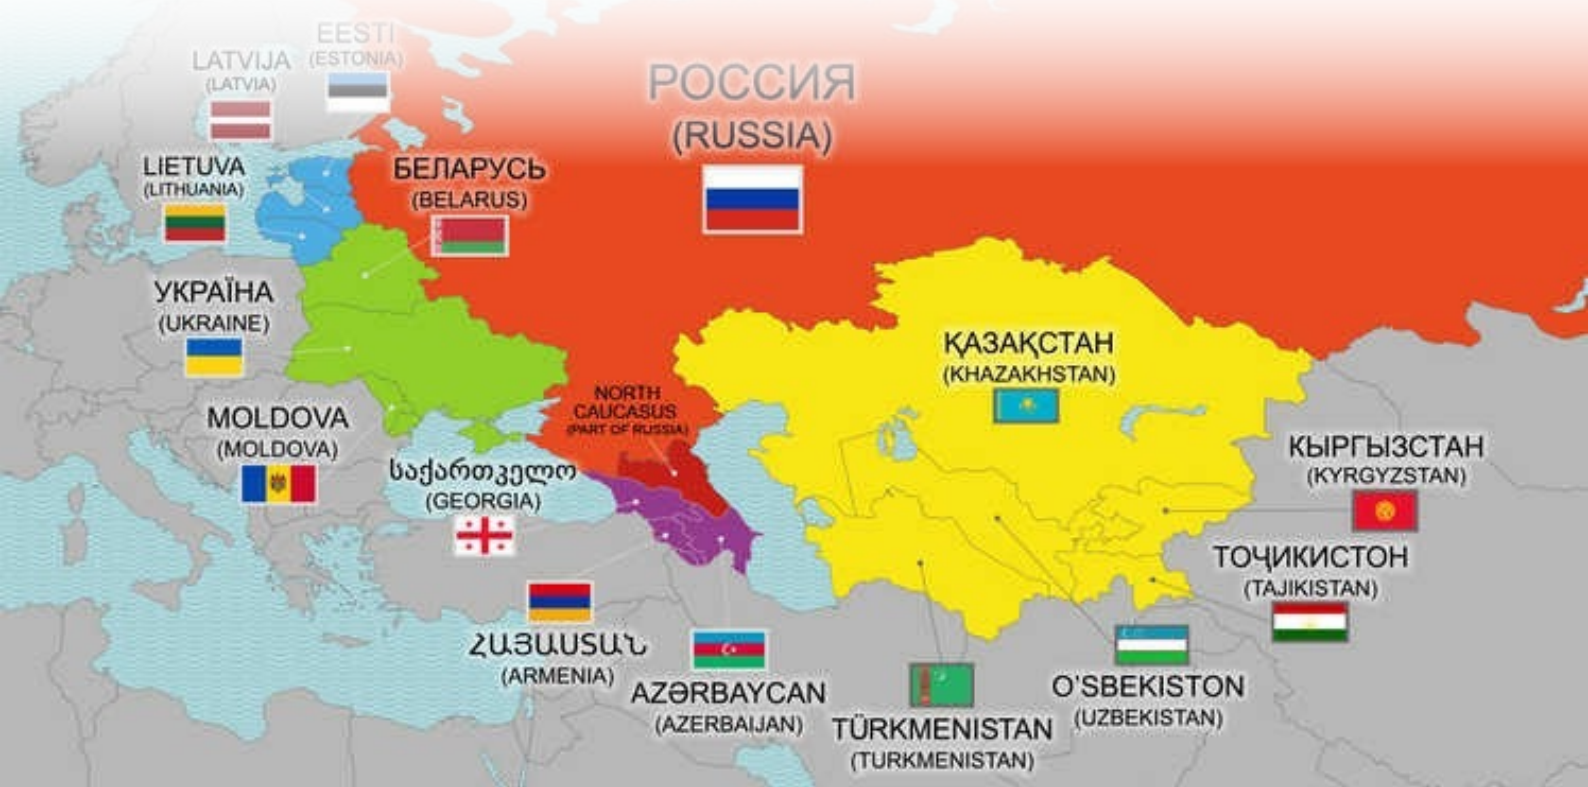 EESTI
(ESTONIA)
LATVIJA
(LATVIA)
РОССИЯ
(RUSSIA)
LIETUVA
(LITHUANIA)
БЕЛАРУСЬ
(BELARUS)
УКРАЇНА
(UKRAINE)
ҚАЗАҚСТАН
(KHAZAKHSTAN)
NORTH
CAUCASUS
(PART OF RUSSIA)
MOLDOVA
(MOLDOVA)
КЫРГЫЗСТАН
(KYRGYZSTAN)
საქართველო
(GEORGIA)
ТОҶИКИСТОН
(TAJIKISTAN)
ՀԱՅԱՍՏԱՆ
(ARMENIA)
AZƏRBAYCAN
(AZERBAIJAN)
O'SBEKISTON
(UZBEKISTAN)
TÜRKMENISTAN
(TURKMENISTAN)